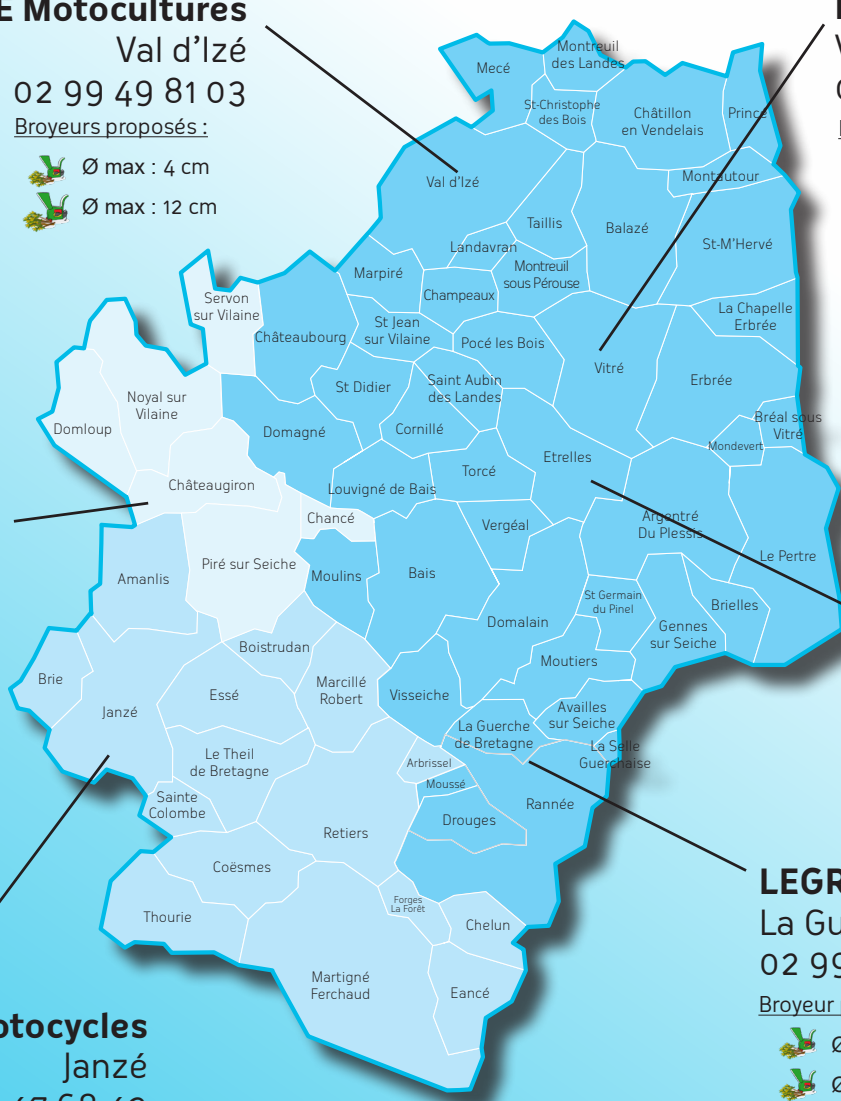 E Motocultures
Val d’Izé
02 99 49 81 03
Broyeurs proposés :
Ø max : 4 cm
Ø max : 12 cm
Mecé
Montreuil
des Landes
St-Christophe
des Bois
Châtillon
en Vendelais
Princé
Montautour
Val d’Izé
Taillis
Balazé
St-M’Hervé
Landavran
Montreuil
sous Pérouse
Marpiré
Champeaux
Servon
sur Vilaine
Châteaubourg
St Jean
sur Vilaine
Pocé les Bois
La Chapelle
Erbrée
Vitré
Erbrée
St Didier
Saint Aubin
des Landes
Noyal sur
Vilaine
Domloup
Domagné
Cornillé
Bréal sous
Vitré
Mondevert
Etrelles
Torcé
Châteaugiron
Louvigné de Bais
Chancé
Vergéal
Argentré
Du Plessis
Le Pertre
Piré sur Seiche
Amanlis
Moulins
Bais
St Germain
du Pinel
Brielles
Domalain
Gennes
sur Seiche
Boistrudan
Moutiers
Brie
Essé
Marcillé
Robert
Visseiche
Janzé
Availles
sur Seiche
La Guerche
de Bretagne
La Selle
Guerchaise
Le Theil
de Bretagne
Arbrissel
Moussé
Sainte
Colombe
Rannée
Drouges
Retiers
Coësmes
Forges
La Forêt
Thourie
Chelun
Martigné
Ferchaud
Eancé
LEGR
La Gu
02 99
Broyeur
Ø
Ø
otocycles
Janzé